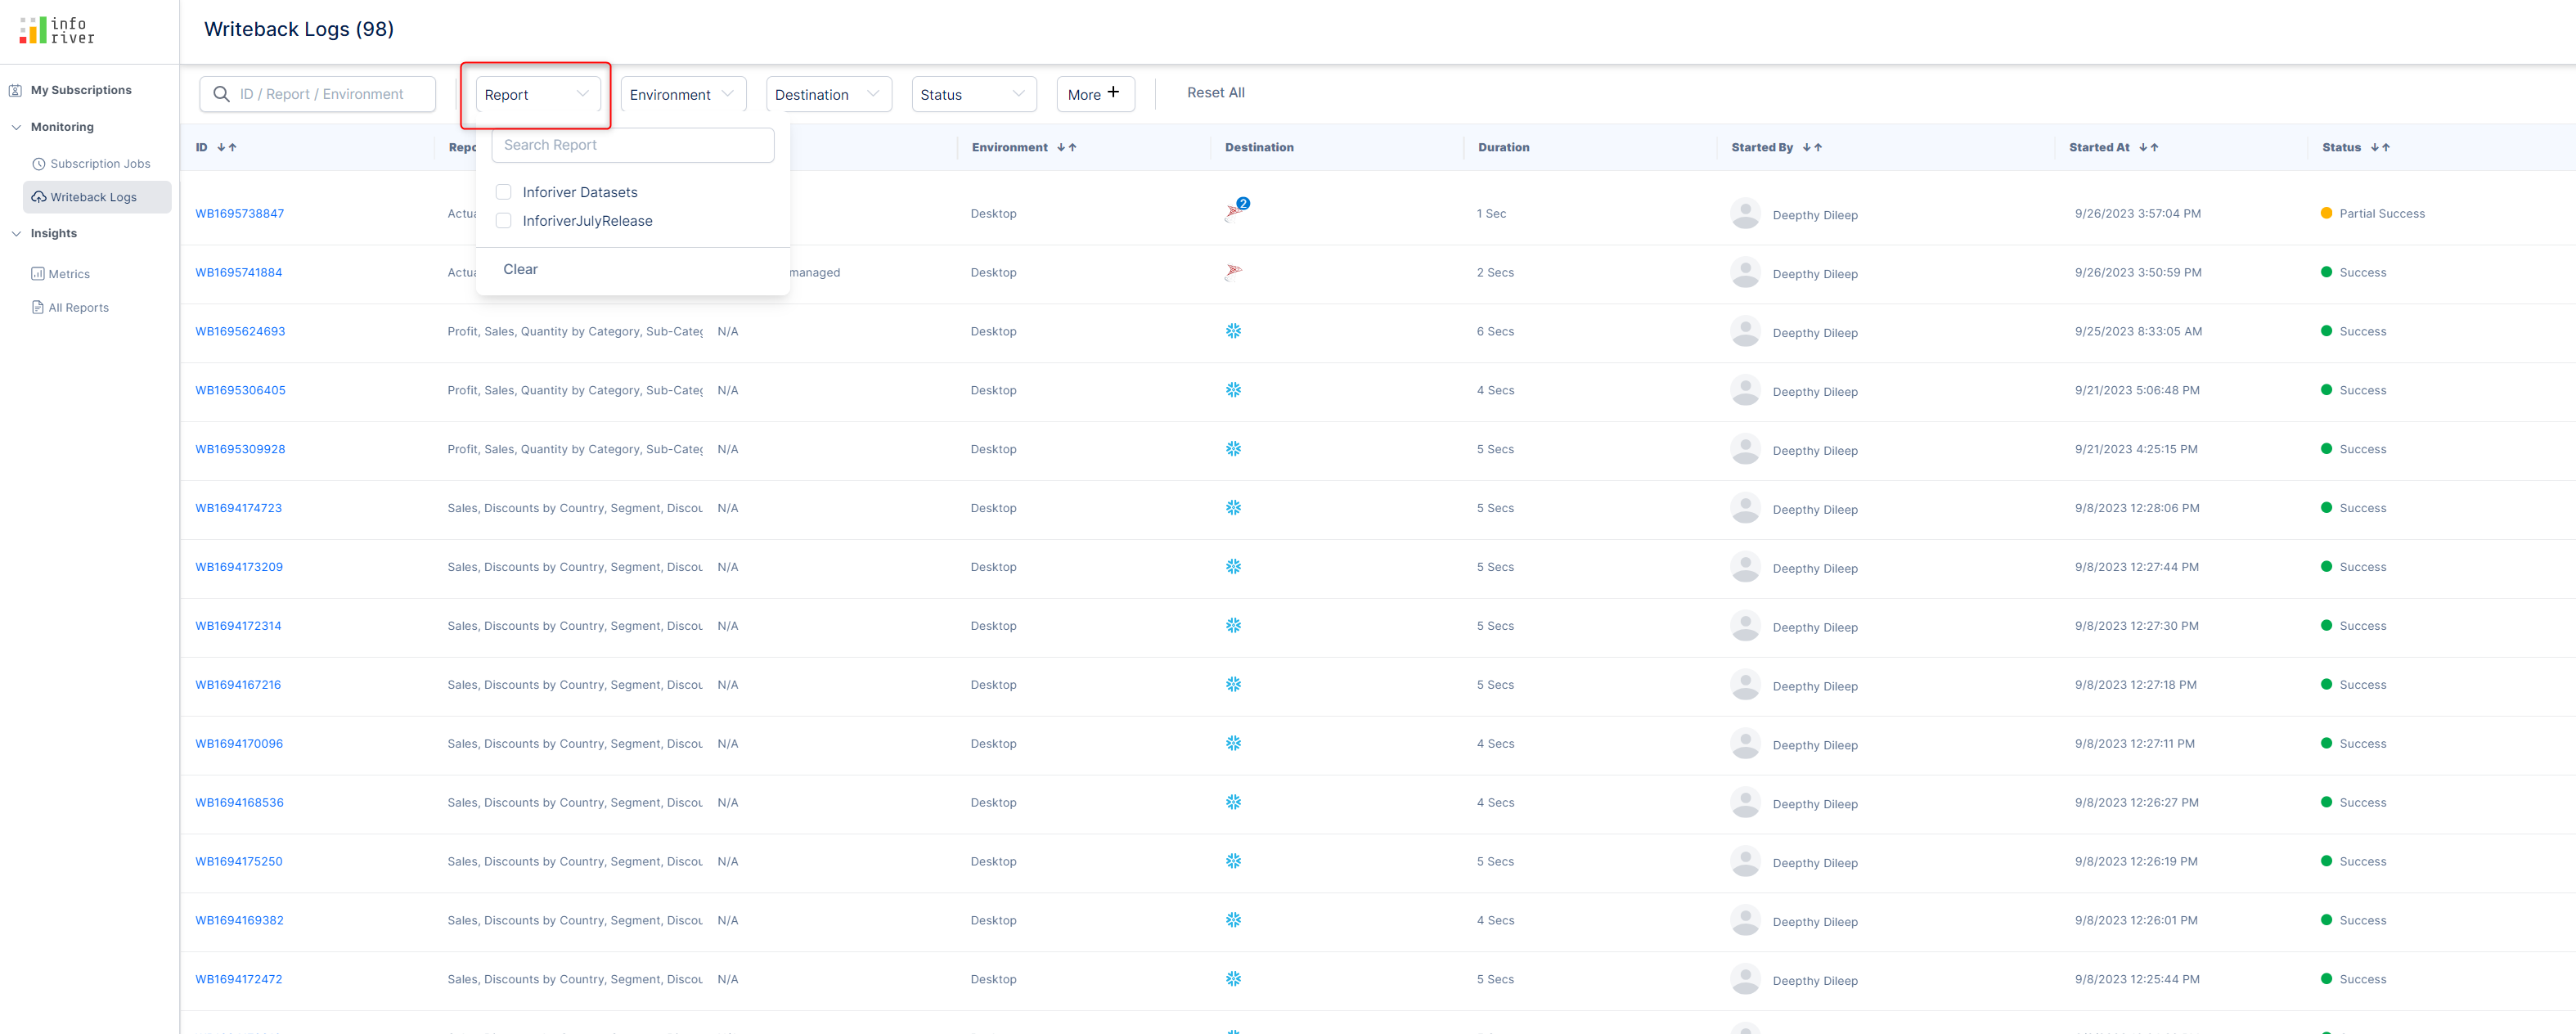 info
river
Writeback Logs (98)
My Subscriptions
Monitoring
Subscription Jobs
Writeback Logs
Insights
Metrics
All Reports
ID / Report / Environment
Report
Environment
Destination
Status
More +
Reset All
Search Report
Inforiver Datasets
InforiverJulyRelease
Clear
ID Repo Environment Destination Duration Started By Started At Status
WB1695738847 Actua Desktop 2 1 Sec Deepthy Dileep 9/26/2023 3:57:04 PM Partial Success
WB1695741884 Actua managed Desktop 2 Secs Deepthy Dileep 9/26/2023 3:50:59 PM Success
WB1695624693 Profit, Sales, Quantity by Category, Sub-Categ N/A Desktop 6 Secs Deepthy Dileep 9/25/2023 8:33:05 AM Success
WB1695306405 Profit, Sales, Quantity by Category, Sub-Categ N/A Desktop 4 Secs Deepthy Dileep 9/21/2023 5:06:48 PM Success
WB1695309928 Profit, Sales, Quantity by Category, Sub-Categ N/A Desktop 5 Secs Deepthy Dileep 9/21/2023 4:25:15 PM Success
WB1694174723 Sales, Discounts by Country, Segment, Discou N/A Desktop 5 Secs Deepthy Dileep 9/8/2023 12:28:06 PM Success
WB1694173209 Sales, Discounts by Country, Segment, Discou N/A Desktop 5 Secs Deepthy Dileep 9/8/2023 12:27:44 PM Success
WB1694172314 Sales, Discounts by Country, Segment, Discou N/A Desktop 5 Secs Deepthy Dileep 9/8/2023 12:27:30 PM Success
WB1694167216 Sales, Discounts by Country, Segment, Discou N/A Desktop 5 Secs Deepthy Dileep 9/8/2023 12:27:18 PM Success
WB1694170096 Sales, Discounts by Country, Segment, Discou N/A Desktop 4 Secs Deepthy Dileep 9/8/2023 12:27:11 PM Success
WB1694168536 Sales, Discounts by Country, Segment, Discou N/A Desktop 4 Secs Deepthy Dileep 9/8/2023 12:26:27 PM Success
WB1694175250 Sales, Discounts by Country, Segment, Discou N/A Desktop 5 Secs Deepthy Dileep 9/8/2023 12:26:19 PM Success
WB1694169382 Sales, Discounts by Country, Segment, Discou N/A Desktop 4 Secs Deepthy Dileep 9/8/2023 12:26:01 PM Success
WB1694172472 Sales, Discounts by Country, Segment, Discou N/A Desktop 5 Secs Deepthy Dileep 9/8/2023 12:25:44 PM Success